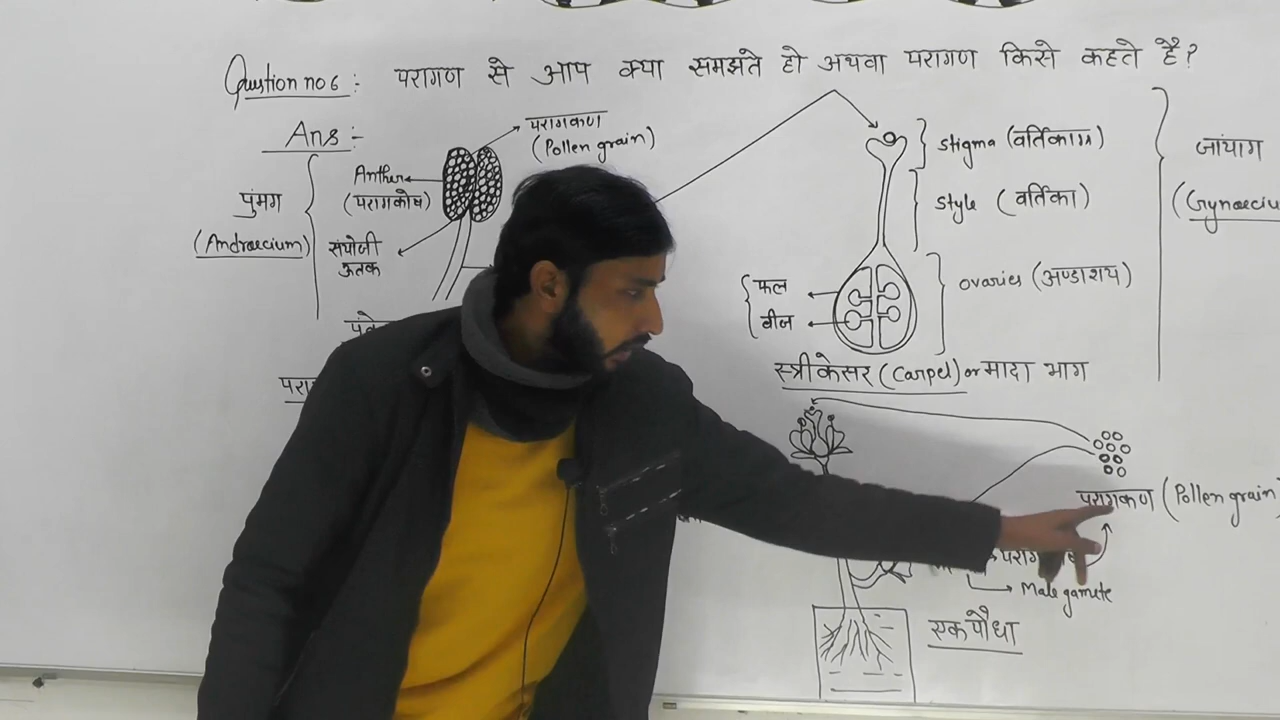 Question no 6 : परागण से आप क्या समझते हो अथवा परागण किसे कहते है?
Ans :-
परागकण
(Pollen grain)
Anther
(परागकोष)
पुंमग
(Andraecium)
संयोजी
ऊतक
stigma (वर्तिकाग्र)
style (वर्तिका)
जांयाग
(Gynaeciu
फल
बीज
ovaries (अण्डाशय)
स्त्रीकेसर (Carpel) or मादा भाग
परागकण (Pollen grain)
Male gamete
एक पौधा